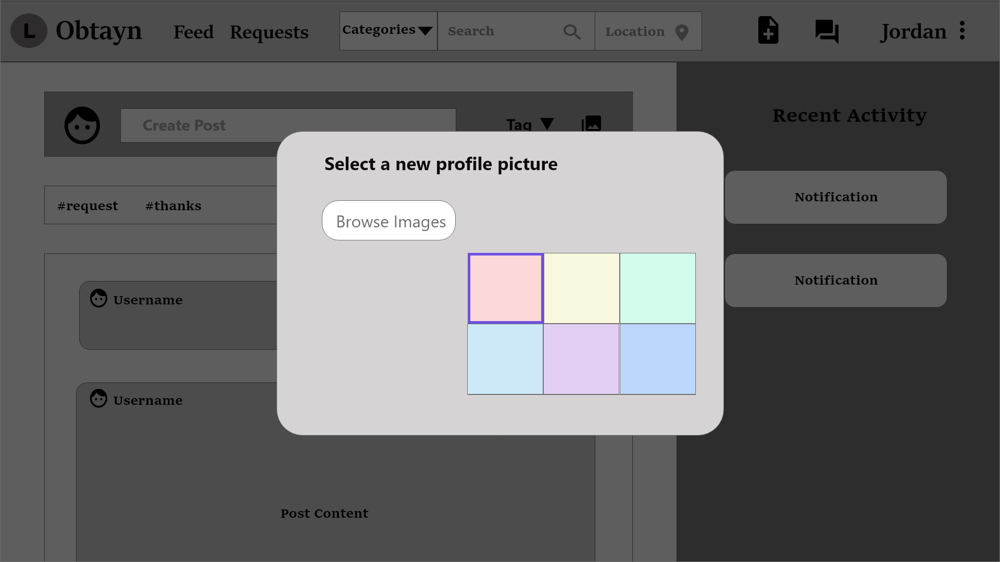 L Obtayn Feed Requests Categories Search Location Jordan
Create Post Tag
Recent Activity
Select a new profile picture
Notification
#request #thanks
Browse Images
Notification
Username
Username
Post Content